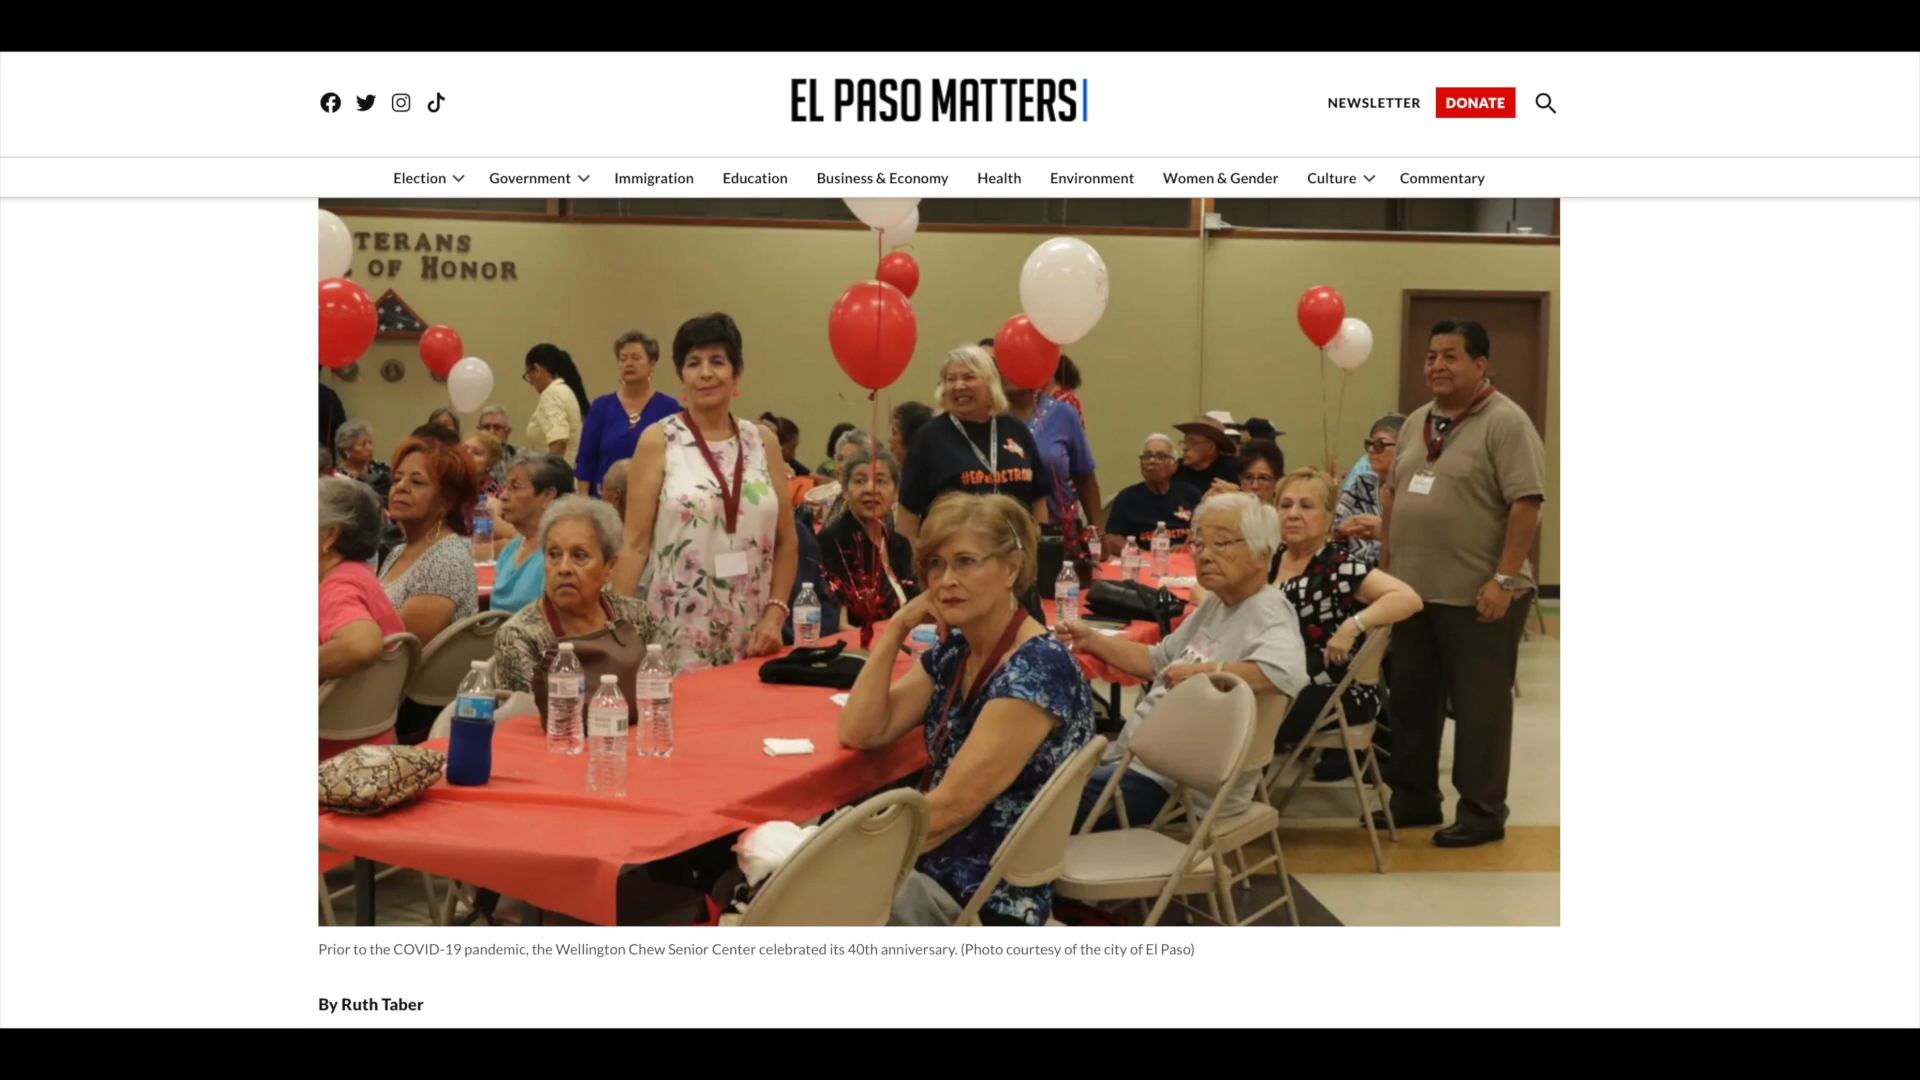 EL PASO MATTERS
NEWSLETTER
DONATE
Election
Government
Immigration
Education
Business & Economy
Health
Environment
Women & Gender
Culture
Commentary
TERANS
OF HONOR
Prior to the COVID-19 pandemic, the Wellington Chew Senior Center celebrated its 40th anniversary. (Photo courtesy of the city of El Paso)
By Ruth Taber